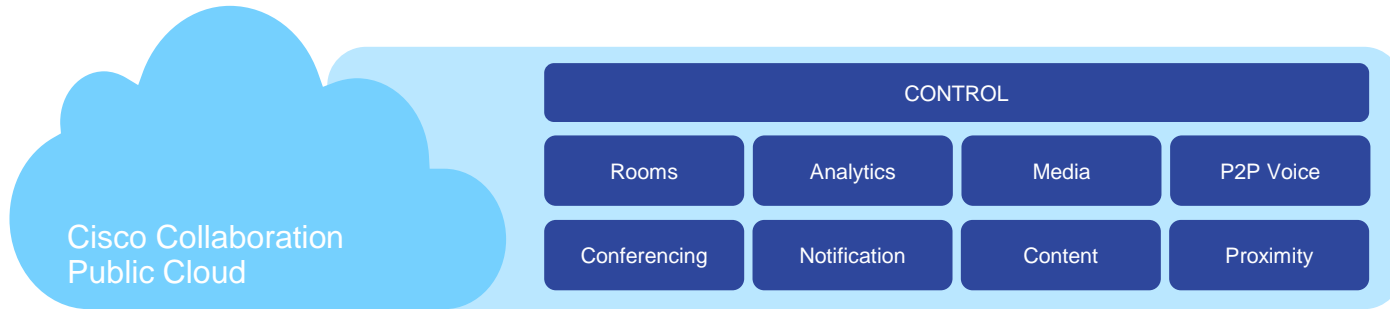 CONTROL
Rooms
Analytics
Media
P2P Voice
Cisco Collaboration
Public Cloud
Conferencing
Notification
Content
Proximity